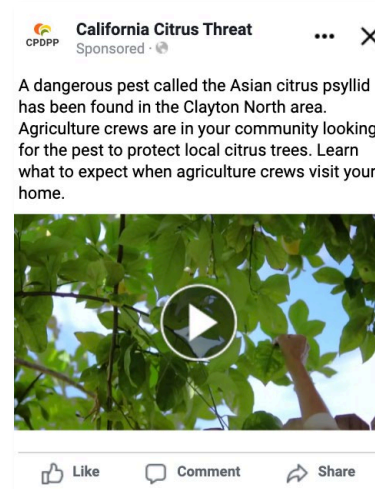 CPDPP
California Citrus Threat
Sponsored ·
A dangerous pest called the Asian citrus psyllid
has been found in the Clayton North area.
Agriculture crews are in your community looking
for the pest to protect local citrus trees. Learn
what to expect when agriculture crews visit your
home.
Like
Comment
Share